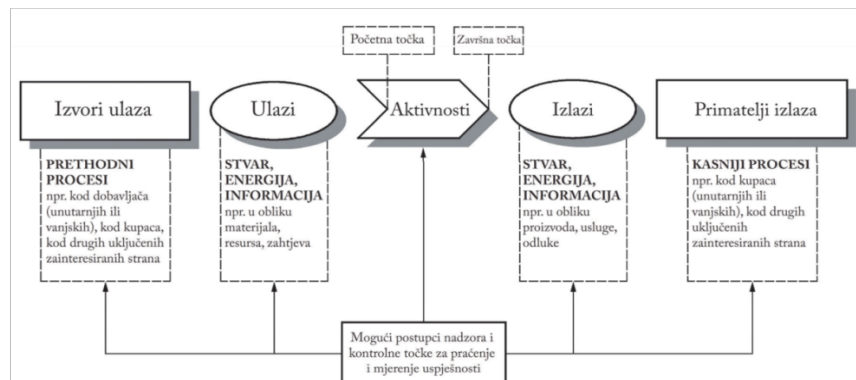 Početna točka
Završna točka
Izvori ulaza
Ulazi
Aktivnosti
Izlazi
Primatelji izlaza
PRETHODNI
PROCESI
npr. kod dobavljača
(unutarnjih ili
vanjskih), kod kupaca,
kod drugih uključenih
zainteresiranih strana
STVAR,
ENERGIJA,
INFORMACIJA
npr. u obliku
materijala,
resursa, zahtjeva
STVAR,
ENERGIJA,
INFORMACIJA
npr. u obliku
proizvoda, usluge,
odluke
KASNIJI PROCESI
npr. kod kupaca
(unutarnjih ili
vanjskih), kod drugih
uključenih
zainteresiranih strana
Mogući postupci nadzora i
kontrolne točke za praćenje
i mjerenje uspješnosti